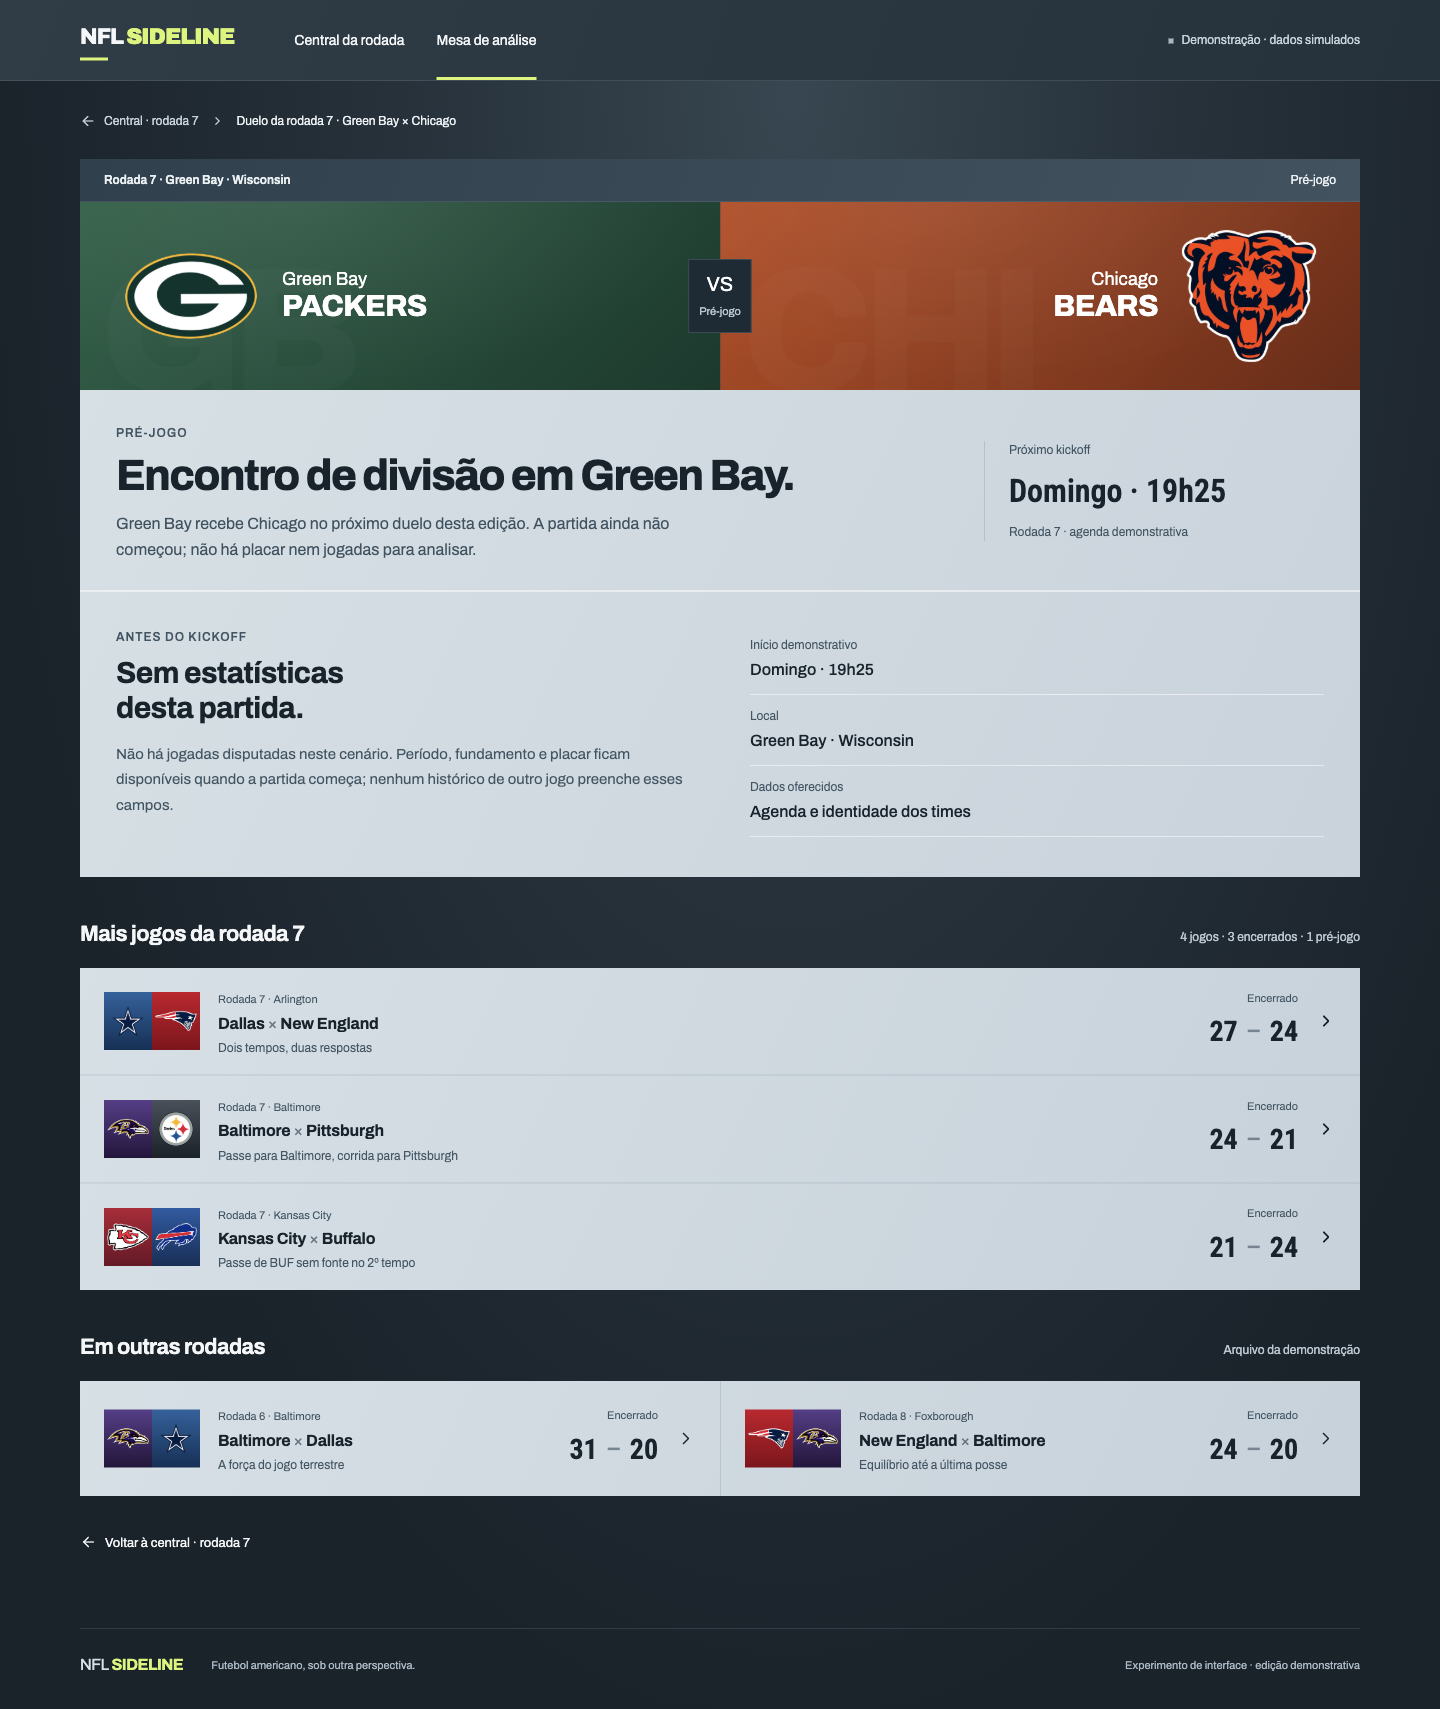 NFL SIDELINE
Central da rodada
Mesa de análise
Demonstração · dados simulados
Central · rodada 7
Duelo da rodada 7 · Green Bay × Chicago
Rodada 7 · Green Bay · Wisconsin
Pré-jogo
GB
G
Green Bay
PACKERS
VS
Pré-jogo
CHI
Chicago
BEARS
PRÉ-JOGO
Encontro de divisão em Green Bay.
Green Bay recebe Chicago no próximo duelo desta edição. A partida ainda não
começou; não há placar nem jogadas para analisar.
Próximo kickoff
Domingo · 19h25
Rodada 7 · agenda demonstrativa
ANTES DO KICKOFF
Sem estatísticas
desta partida.
Não há jogadas disputadas neste cenário. Período, fundamento e placar ficam
disponíveis quando a partida começa; nenhum histórico de outro jogo preenche esses
campos.
Início demonstrativo
Domingo · 19h25
Local
Green Bay · Wisconsin
Dados oferecidos
Agenda e identidade dos times
Mais jogos da rodada 7
4 jogos · 3 encerrados · 1 pré-jogo
Rodada 7 · Arlington
Dallas × New England
Dois tempos, duas respostas
Encerrado
27 – 24
Rodada 7 · Baltimore
Baltimore × Pittsburgh
Passe para Baltimore, corrida para Pittsburgh
Encerrado
24 – 21
KC
Rodada 7 · Kansas City
Kansas City × Buffalo
Passe de BUF sem fonte no 2º tempo
Encerrado
21 – 24
Em outras rodadas
Arquivo da demonstração
Rodada 6 · Baltimore
Baltimore × Dallas
A força do jogo terrestre
Encerrado
31 – 20
Rodada 8 · Foxborough
New England × Baltimore
Equilíbrio até a última posse
Encerrado
24 – 20
Voltar à central · rodada 7
NFL SIDELINE
Futebol americano, sob outra perspectiva.
Experimento de interface · edição demonstrativa